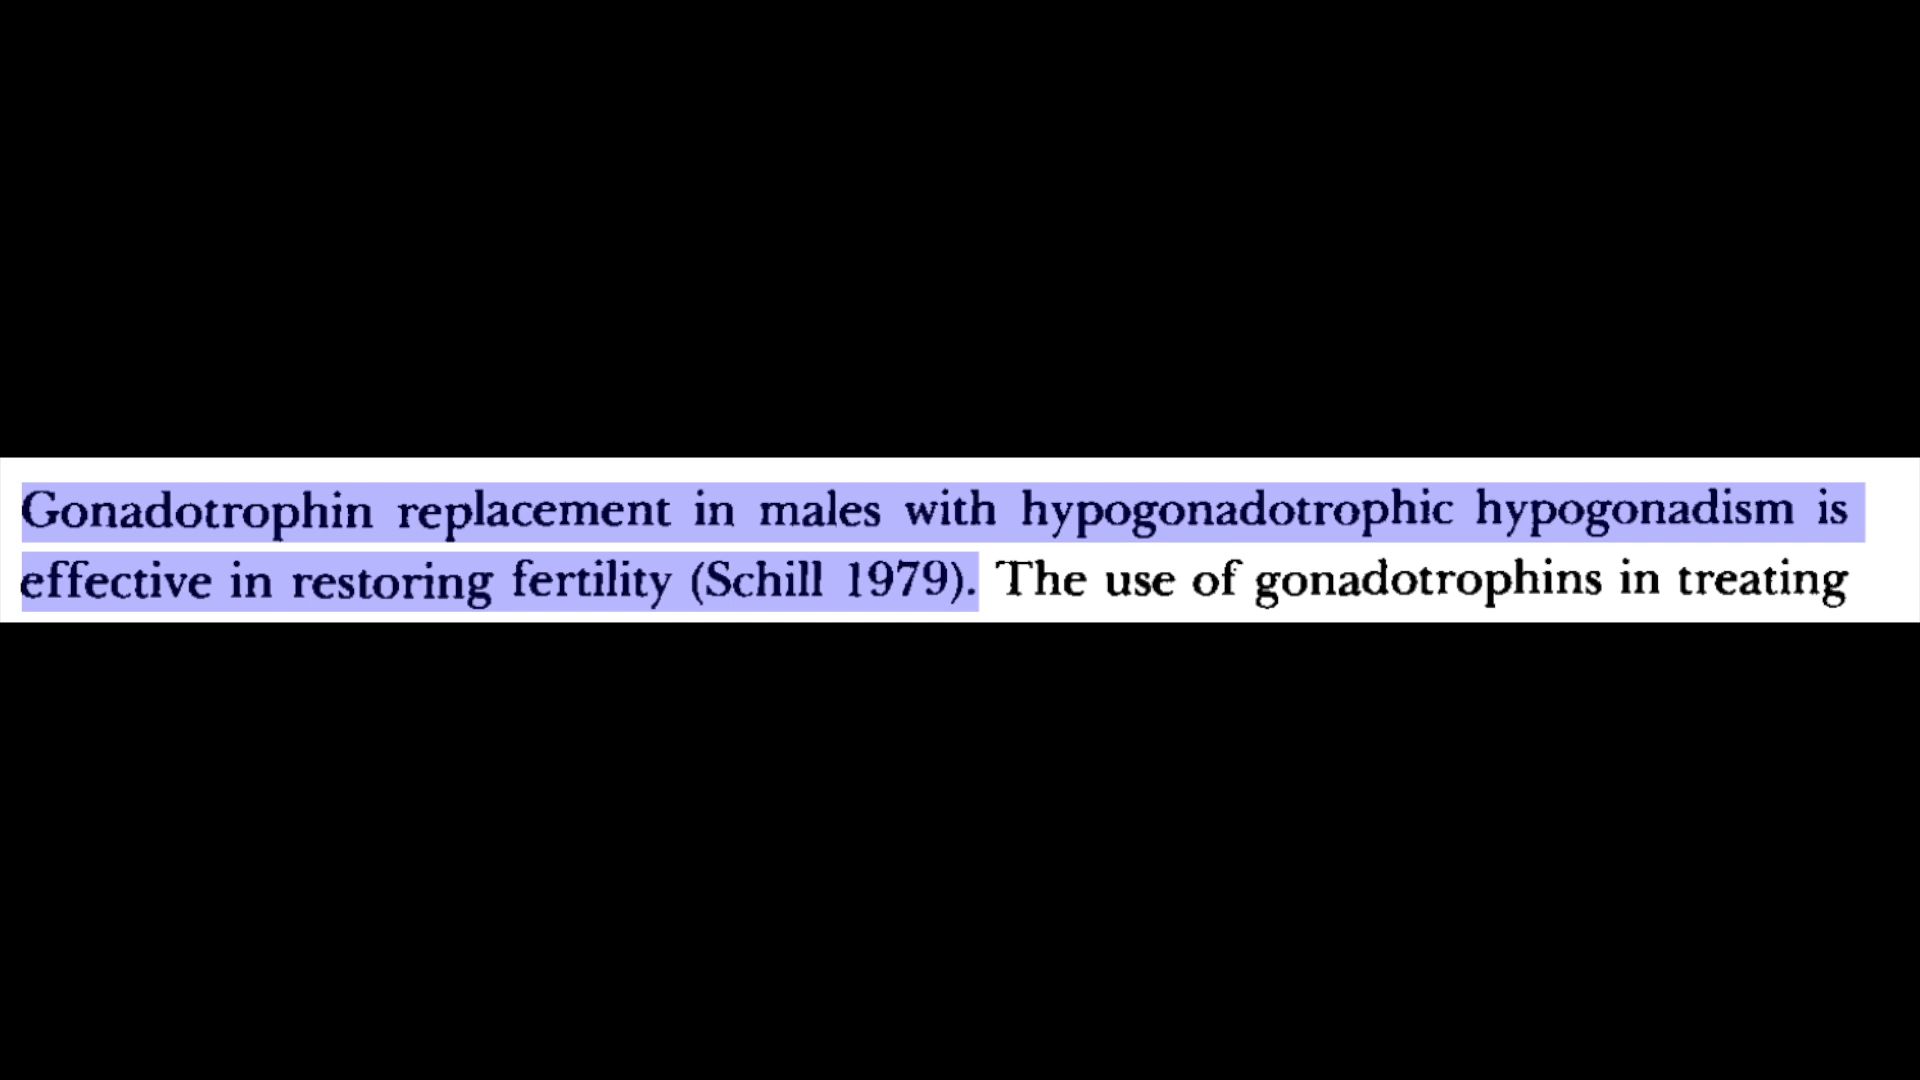 Gonadotrophin replacement in males with hypogonadotrophic hypogonadism is
effective in restoring fertility (Schill 1979). The use of gonadotrophins in treating